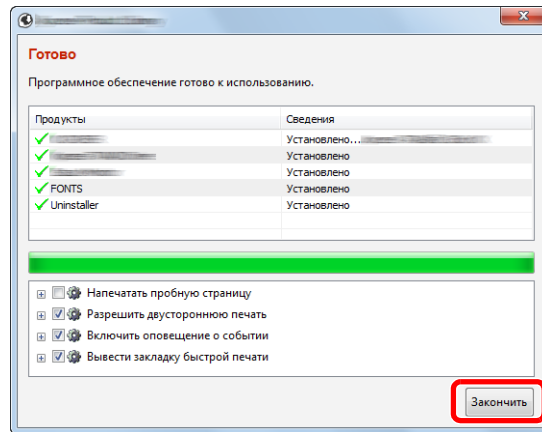 Готово
Программное обеспечение готово к использованию.
Продукты Сведения
Установлено...
Установлено
Установлено
FONTS Установлено
Uninstaller Установлено
Напечатать пробную страницу
Разрешить двустороннюю печать
Включить оповещение о событии
Вывести закладку быстрой печати
Закончить